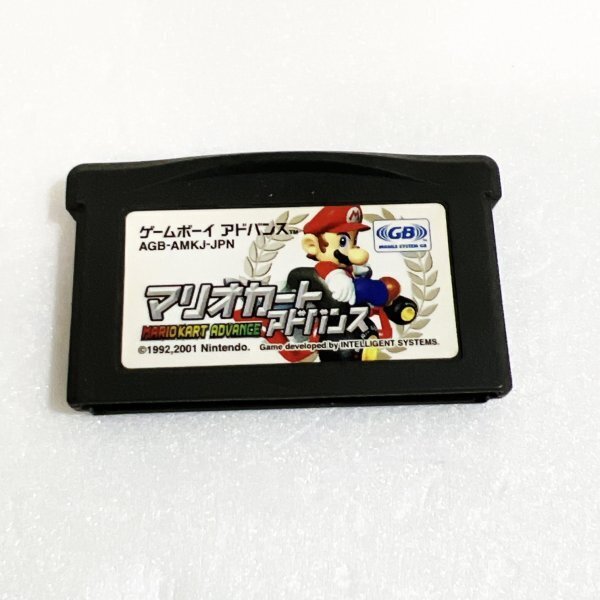 ゲームボーイ アドバンス™
AGB-AMKJ-JPN
M
GB
MOBILE SYSTEM GB
マリオカート
アドバンス
MARIO KART ADVANCE
©1992,2001 Nintendo. Game developed by INTELLIGENT SYSTEMS.